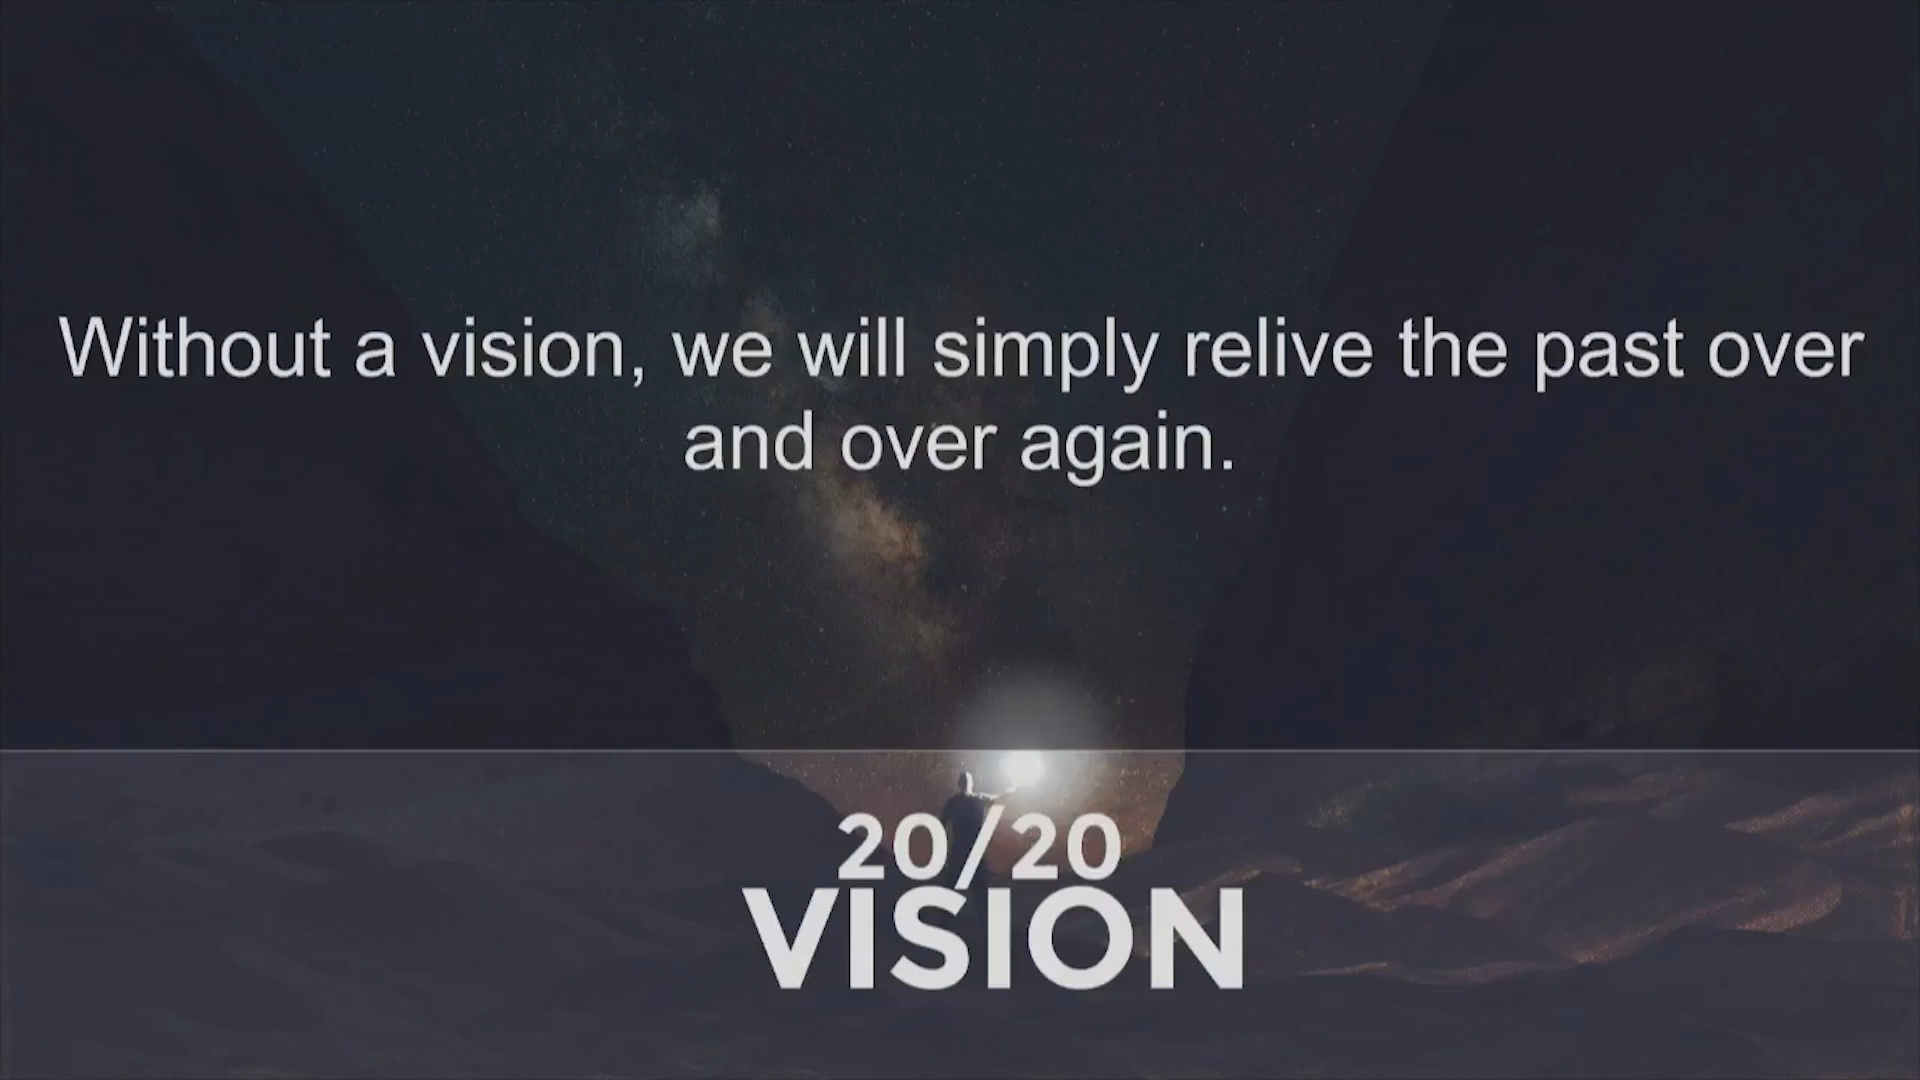 Without a vision, we will simply relive the past over
and over again.
20/20
VISION